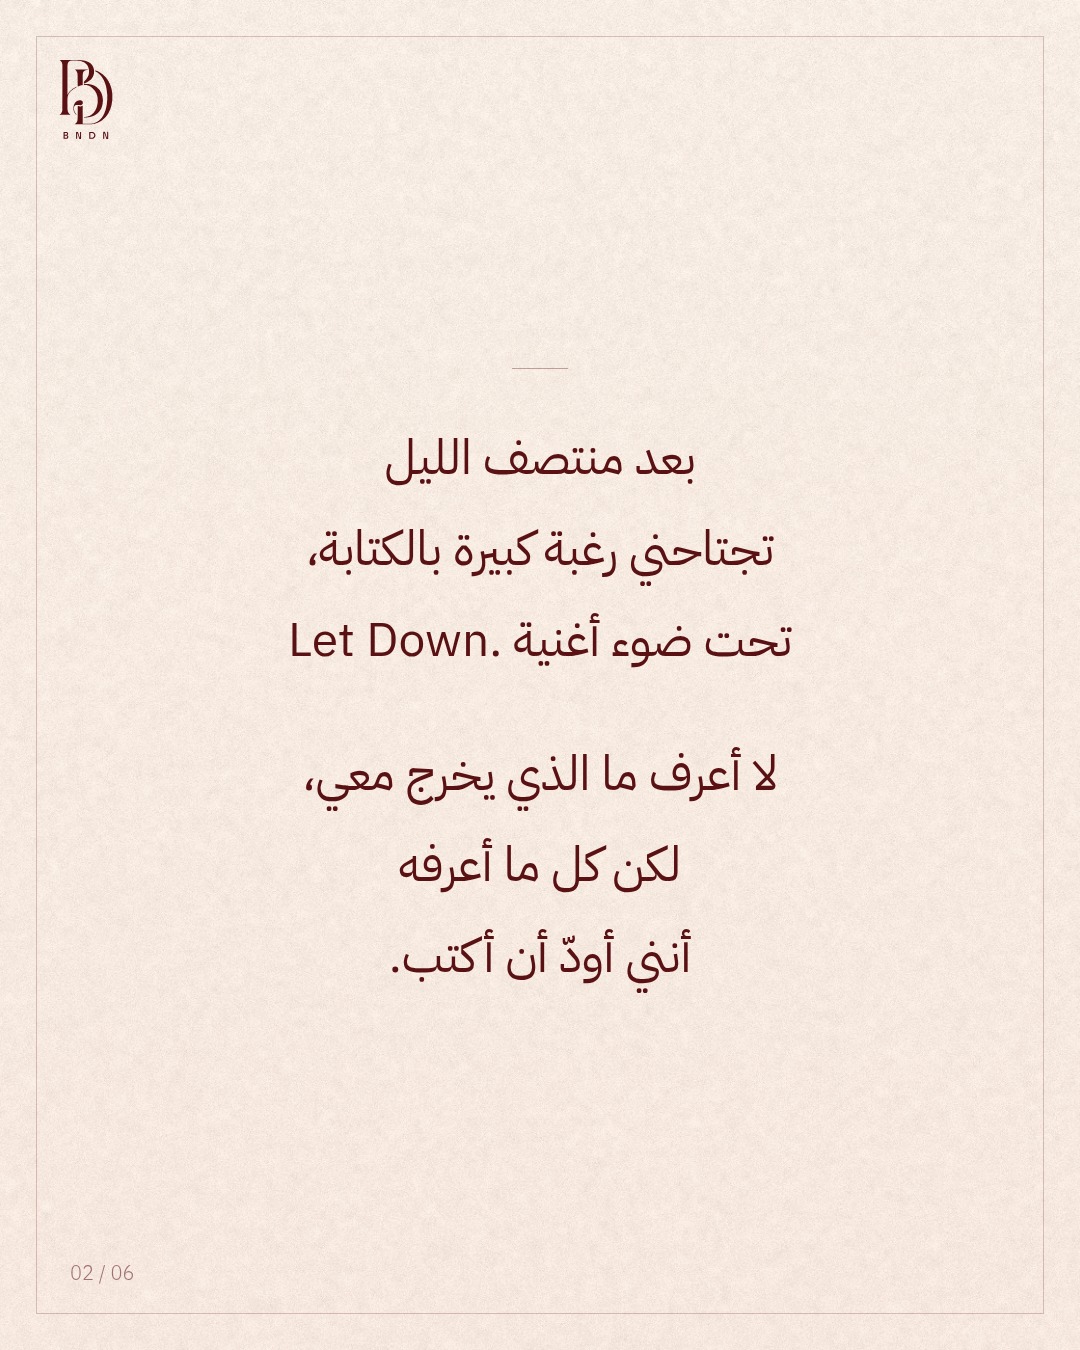 BNDN
بعد منتصف الليل
تجتاحني رغبة كبيرة بالكتابة،
تحت ضوء أغنية Let Down.
لا أعرف ما الذي يخرج معي،
لكن كل ما أعرفه
أنني أودّ أن أكتب.
02 / 06